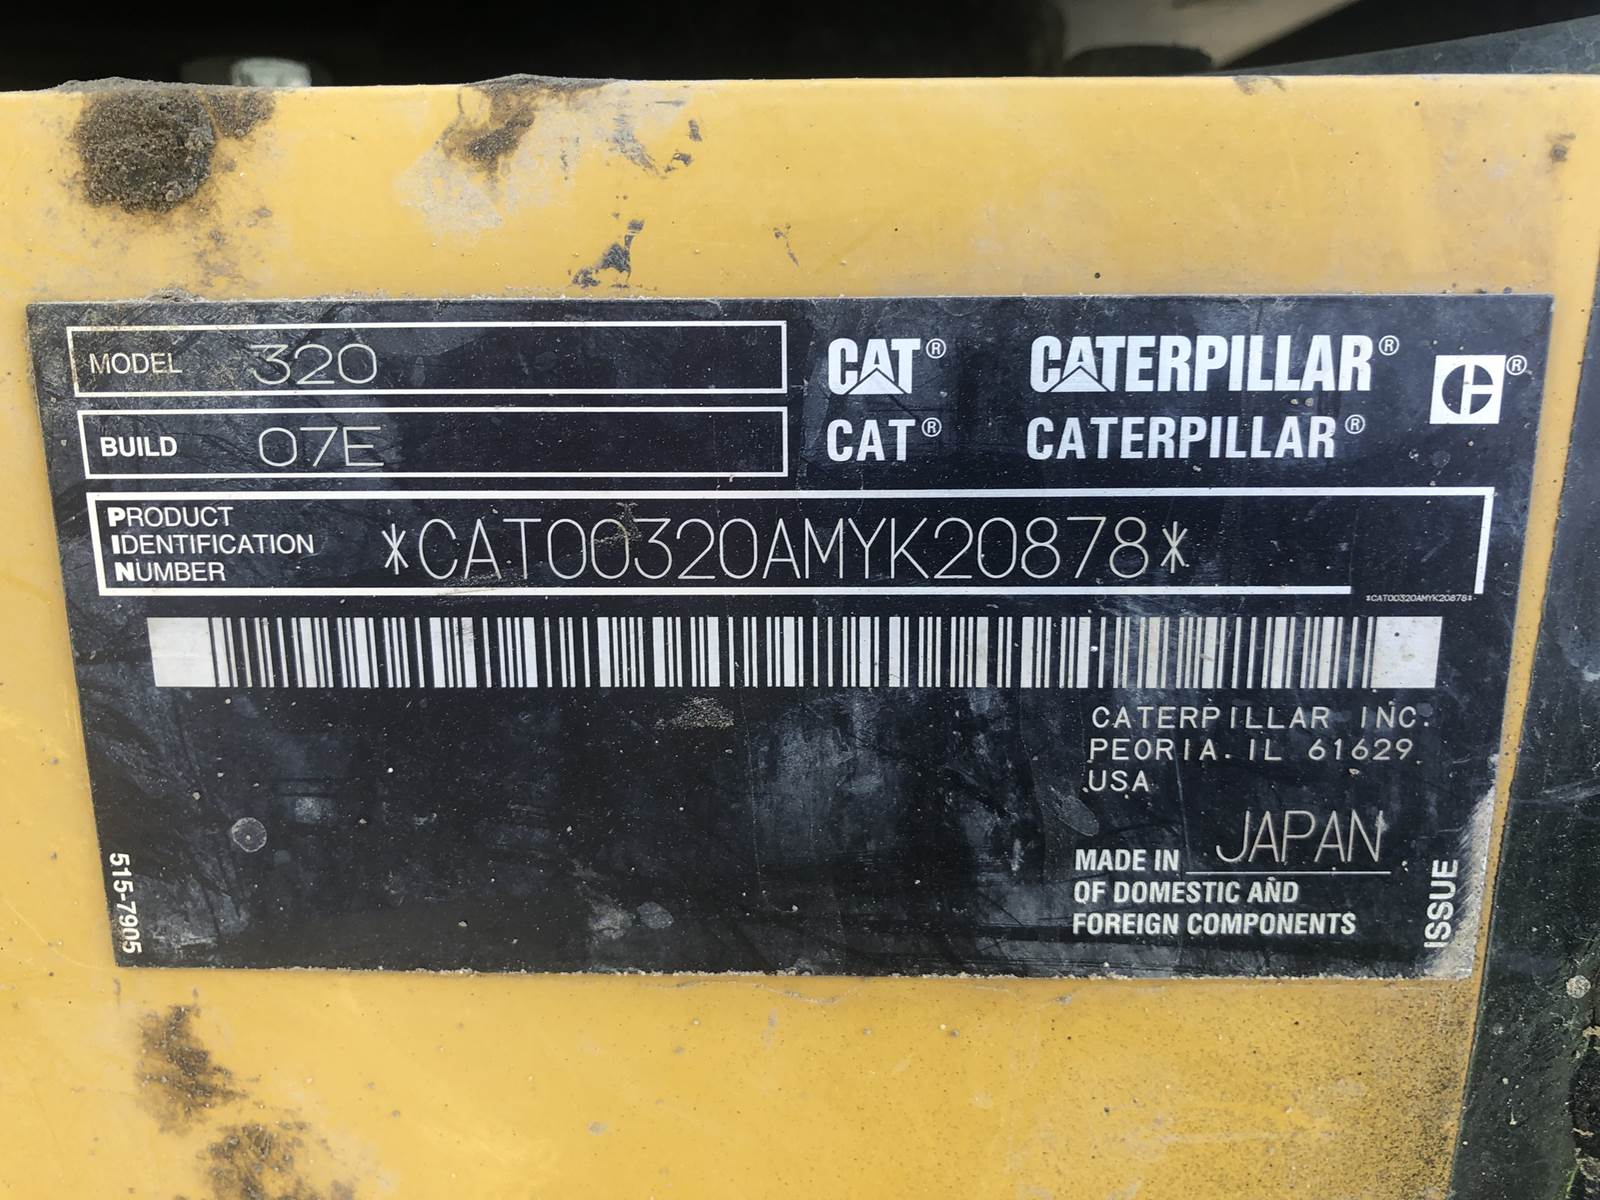 MODEL 320
BUILD 07E
CAT® CATERPILLAR® ®
CAT® CATERPILLAR®
PRODUCT
IDENTIFICATION
NUMBER
*CAT00320AMYK20878*
*CAT00320AMYK20878*
CATERPILLAR INC.
PEORIA. IL 61629
USA
MADE IN JAPAN
OF DOMESTIC AND
FOREIGN COMPONENTS
515-7905
ISSUE